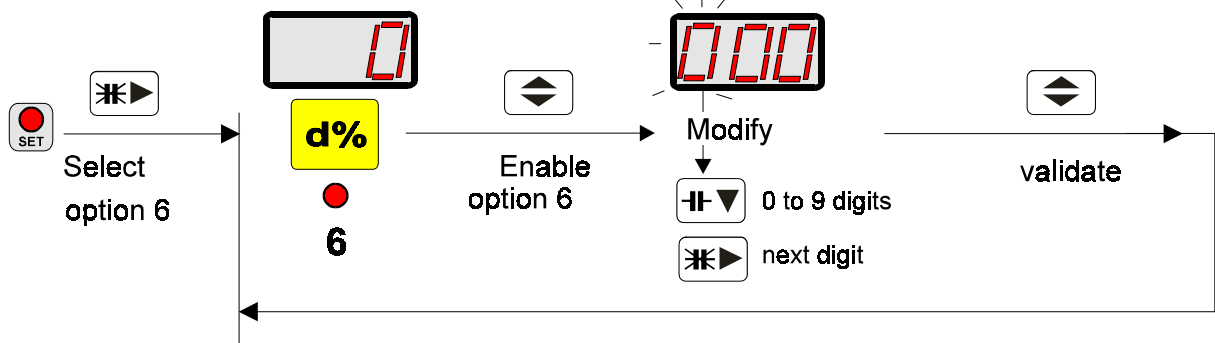 0
000
SET
d%
Modify
Select
option 6
Enable
option 6
validate
0 to 9 digits
6
next digit